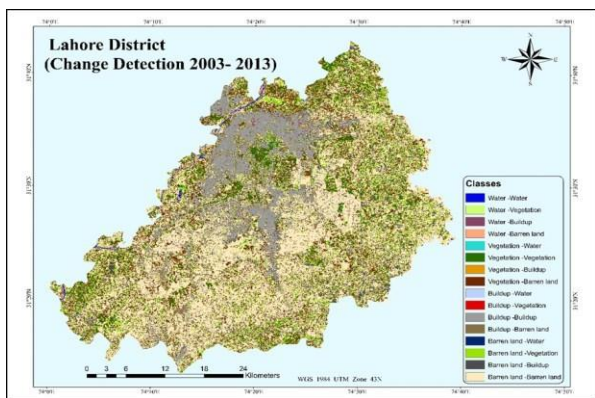 Lahore District
(Change Detection 2003- 2013)
N
W
E
S
Classes
Water -Water
Water -Vegetation
Water -Buildup
Water -Barren land
Vegetation -Water
Vegetation -Vegetation
Vegetation -Buildup
Vegetation -Barren land
Buildup -Water
Buildup -Vegetation
Buildup -Buildup
Buildup -Barren land
Barren land -Water
Barren land -Vegetation
Barren land -Buildup
Barren land -Barren land
0 3 6 12 18 24
Kilometers
WGS 1984 UTM Zone 43N